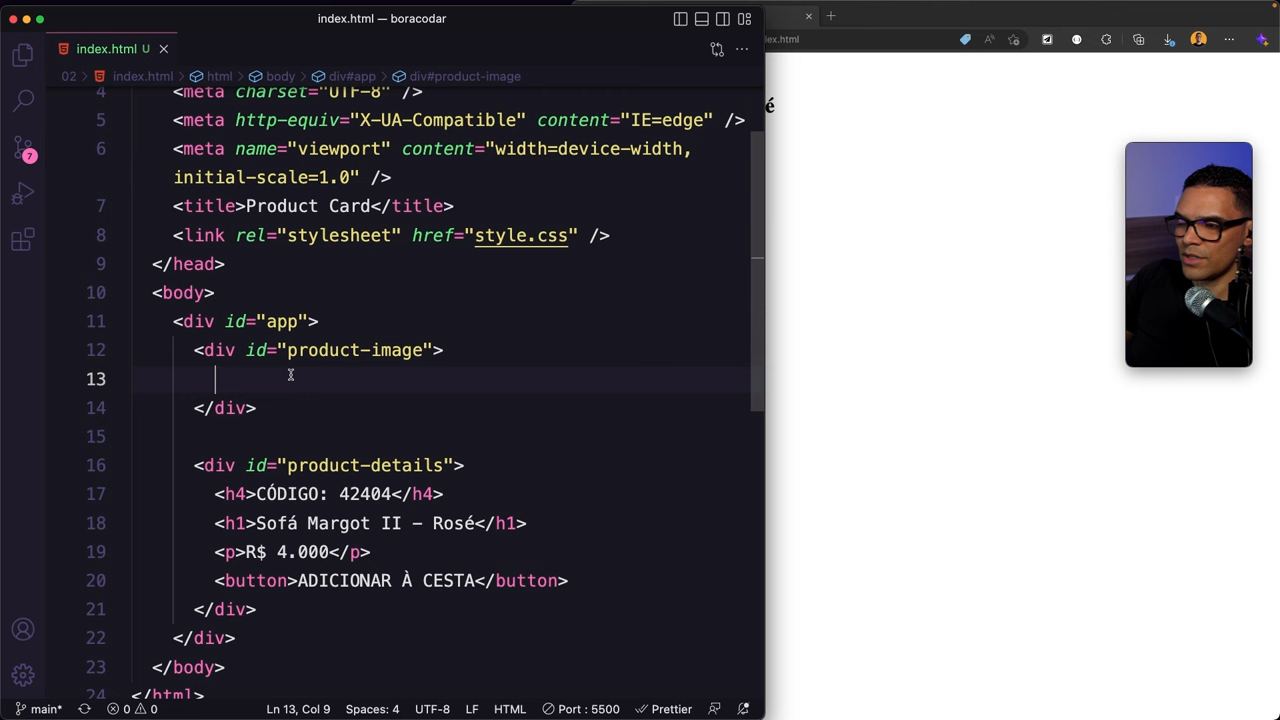 index.html — boracodar
index.html U
02 index.html html body div#app div#product-image
html
4 <meta charset="UTF-8" />
5 <meta http-equiv="X-UA-Compatible" content="IE=edge" />
6 <meta name="viewport" content="width=device-width,
initial-scale=1.0" />
7 <title>Product Card</title>
8 <link rel="stylesheet" href="style.css" />
9 </head>
10 <body>
11 <div id="app">
12 <div id="product-image">
13
14 </div>
15
16 <div id="product-details">
17 <h4>CÓDIGO: 42404</h4>
18 <h1>Sofá Margot II - Rosé</h1>
19 <p>R$ 4.000</p>
20 <button>ADICIONAR À CESTA</button>
21 </div>
22 </div>
23 </body>
24 </html>
é
7
main* 0 0 Ln 13, Col 9 Spaces: 4 UTF-8 LF HTML Port : 5500 Prettier